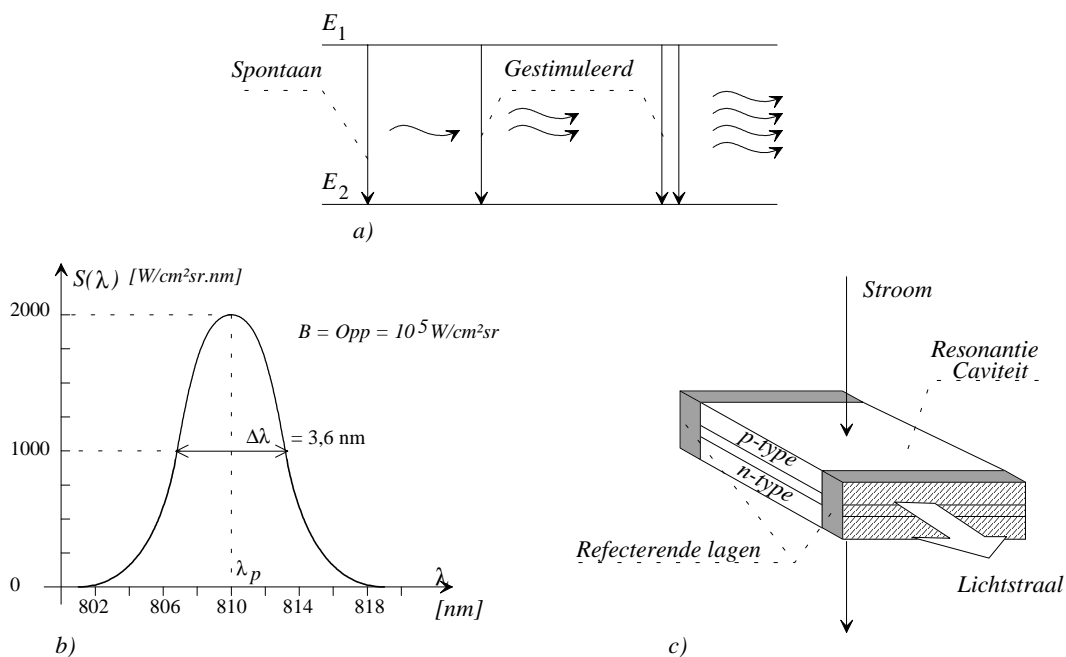 E1
Spontaan
Gestimuleerd
E2
a)
S(λ) [W/cm²sr.nm]
2000
B = Opp = 10⁵ W/cm²sr
Δλ = 3,6 nm
1000
0
λp
λ
802 806 810 814 818
[nm]
b)
Stroom
Resonantie
Caviteit
p-type
n-type
Refecterende lagen
Lichtstraal
c)